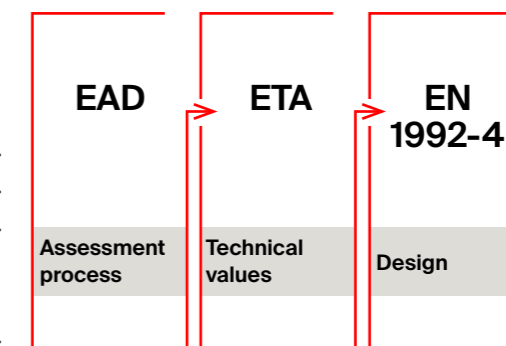 EAD
ETA
EN
1992-4
Assessment
process
Technical
values
Design